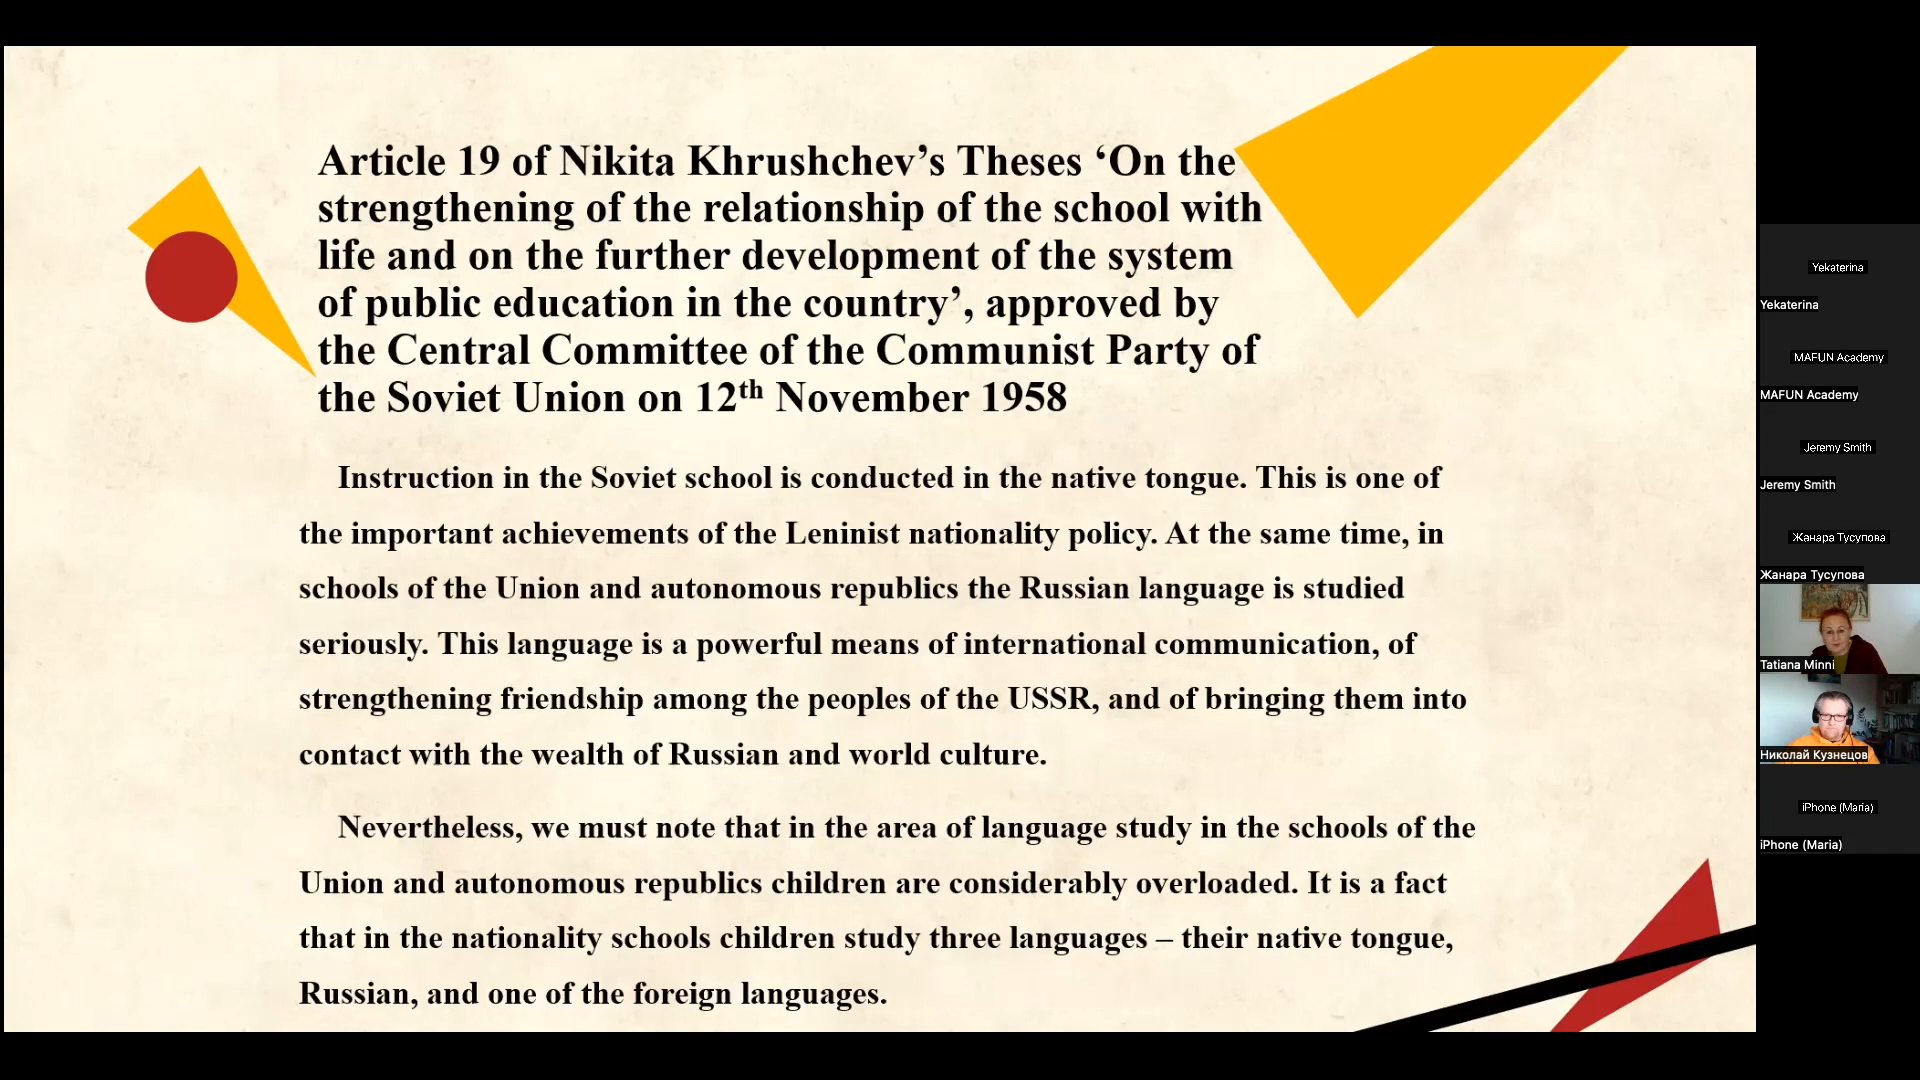 Article 19 of Nikita Khrushchev’s Theses ‘On the
strengthening of the relationship of the school with
life and on the further development of the system
of public education in the country’, approved by
the Central Committee of the Communist Party of
the Soviet Union on 12th November 1958
Instruction in the Soviet school is conducted in the native tongue. This is one of
the important achievements of the Leninist nationality policy. At the same time, in
schools of the Union and autonomous republics the Russian language is studied
seriously. This language is a powerful means of international communication, of
strengthening friendship among the peoples of the USSR, and of bringing them into
contact with the wealth of Russian and world culture.
Nevertheless, we must note that in the area of language study in the schools of the
Union and autonomous republics children are considerably overloaded. It is a fact
that in the nationality schools children study three languages – their native tongue,
Russian, and one of the foreign languages.
Yekaterina
Yekaterina
MAFUN Academy
MAFUN Academy
Jeremy Smith
Jeremy Smith
Жанара Тусупова
Жанара Тусупова
Tatiana Minni
Николай Кузнецов
iPhone (Maria)
iPhone (Maria)